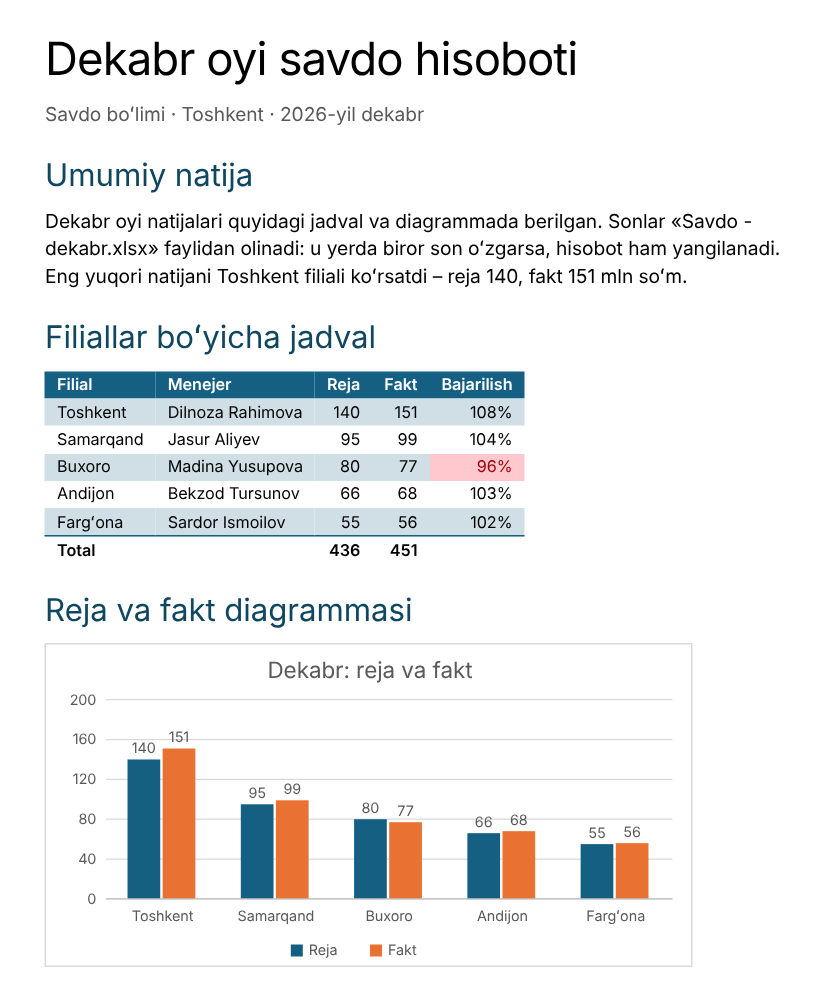 Dekabr oyi savdo hisoboti
Savdo boʻlimi · Toshkent · 2026-yil dekabr
Umumiy natija
Dekabr oyi natijalari quyidagi jadval va diagrammada berilgan. Sonlar «Savdo -
dekabr.xlsx» faylidan olinadi: u yerda biror son oʻzgarsa, hisobot ham yangilanadi.
Eng yuqori natijani Toshkent filiali koʻrsatdi – reja 140, fakt 151 mln soʻm.
Filiallar boʻyicha jadval
Filial Menejer Reja Fakt Bajarilish
Toshkent Dilnoza Rahimova 140 151 108%
Samarqand Jasur Aliyev 95 99 104%
Buxoro Madina Yusupova 80 77 96%
Andijon Bekzod Tursunov 66 68 103%
Fargʻona Sardor Ismoilov 55 56 102%
Total 436 451
Reja va fakt diagrammasi
Dekabr: reja va fakt
200
160
120
80
40
0
140 151
95 99
80 77
66 68
55 56
Toshkent Samarqand Buxoro Andijon Fargʻona
Reja Fakt